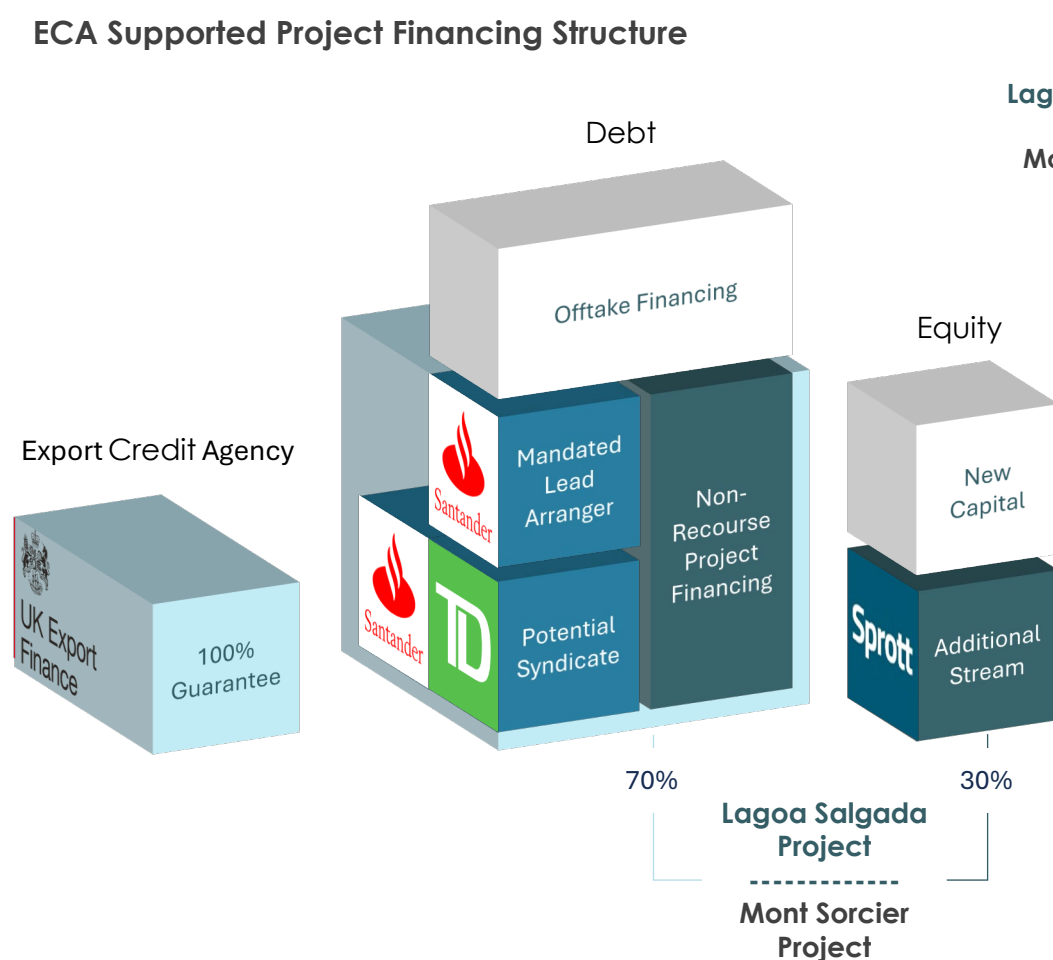 ECA Supported Project Financing Structure
Lag
Mo
Debt
Offtake Financing
Equity
Export Credit Agency
Santander
Mandated
Lead
Arranger
Non-
Recourse
Project
Financing
New
Capital
UK Export
Finance
100%
Guarantee
Santander
TD
Potential
Syndicate
Sprott
Additional
Stream
70%
30%
Lagoa Salgada
Project
Mont Sorcier
Project